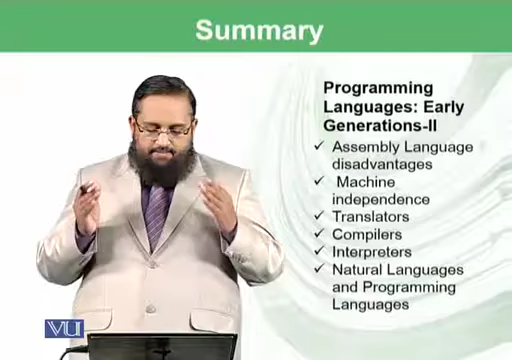 Summary
Programming
Languages: Early
Generations-II
✓ Assembly Language
disadvantages
✓ Machine
independence
✓ Translators
✓ Compilers
✓ Interpreters
✓ Natural Languages
and Programming
Languages
VU